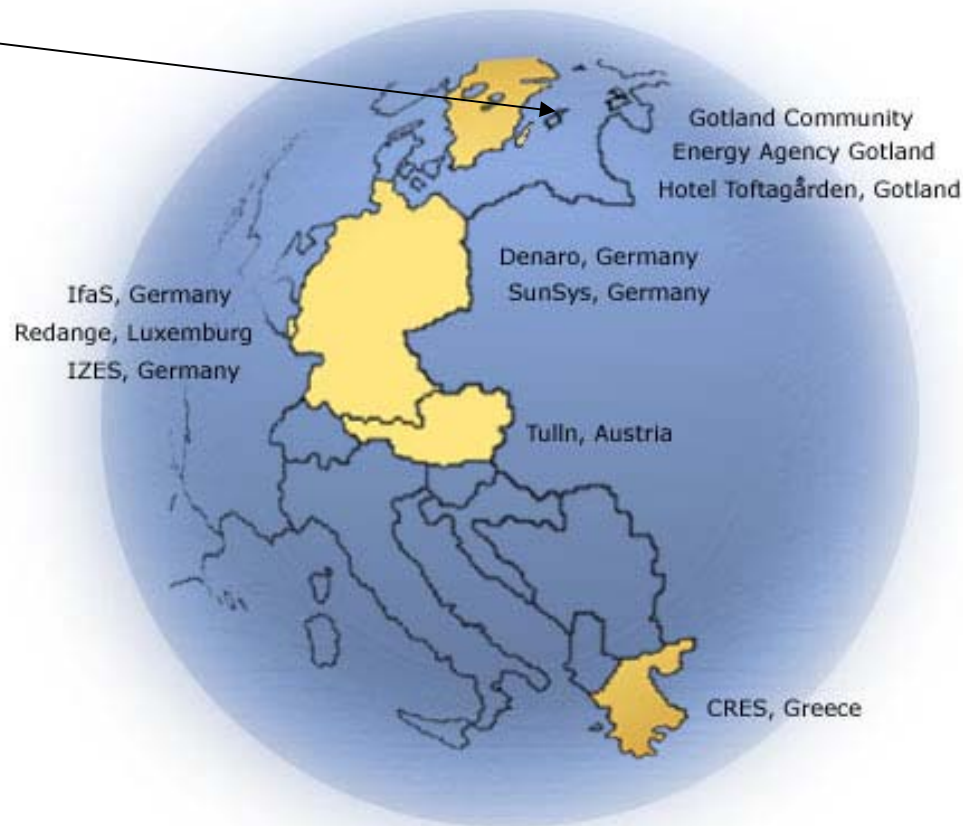 Gotland Community
Energy Agency Gotland
Hotel Toftagården, Gotland
Denaro, Germany
SunSys, Germany
IfaS, Germany
Redange, Luxemburg
IZES, Germany
Tulln, Austria
CRES, Greece